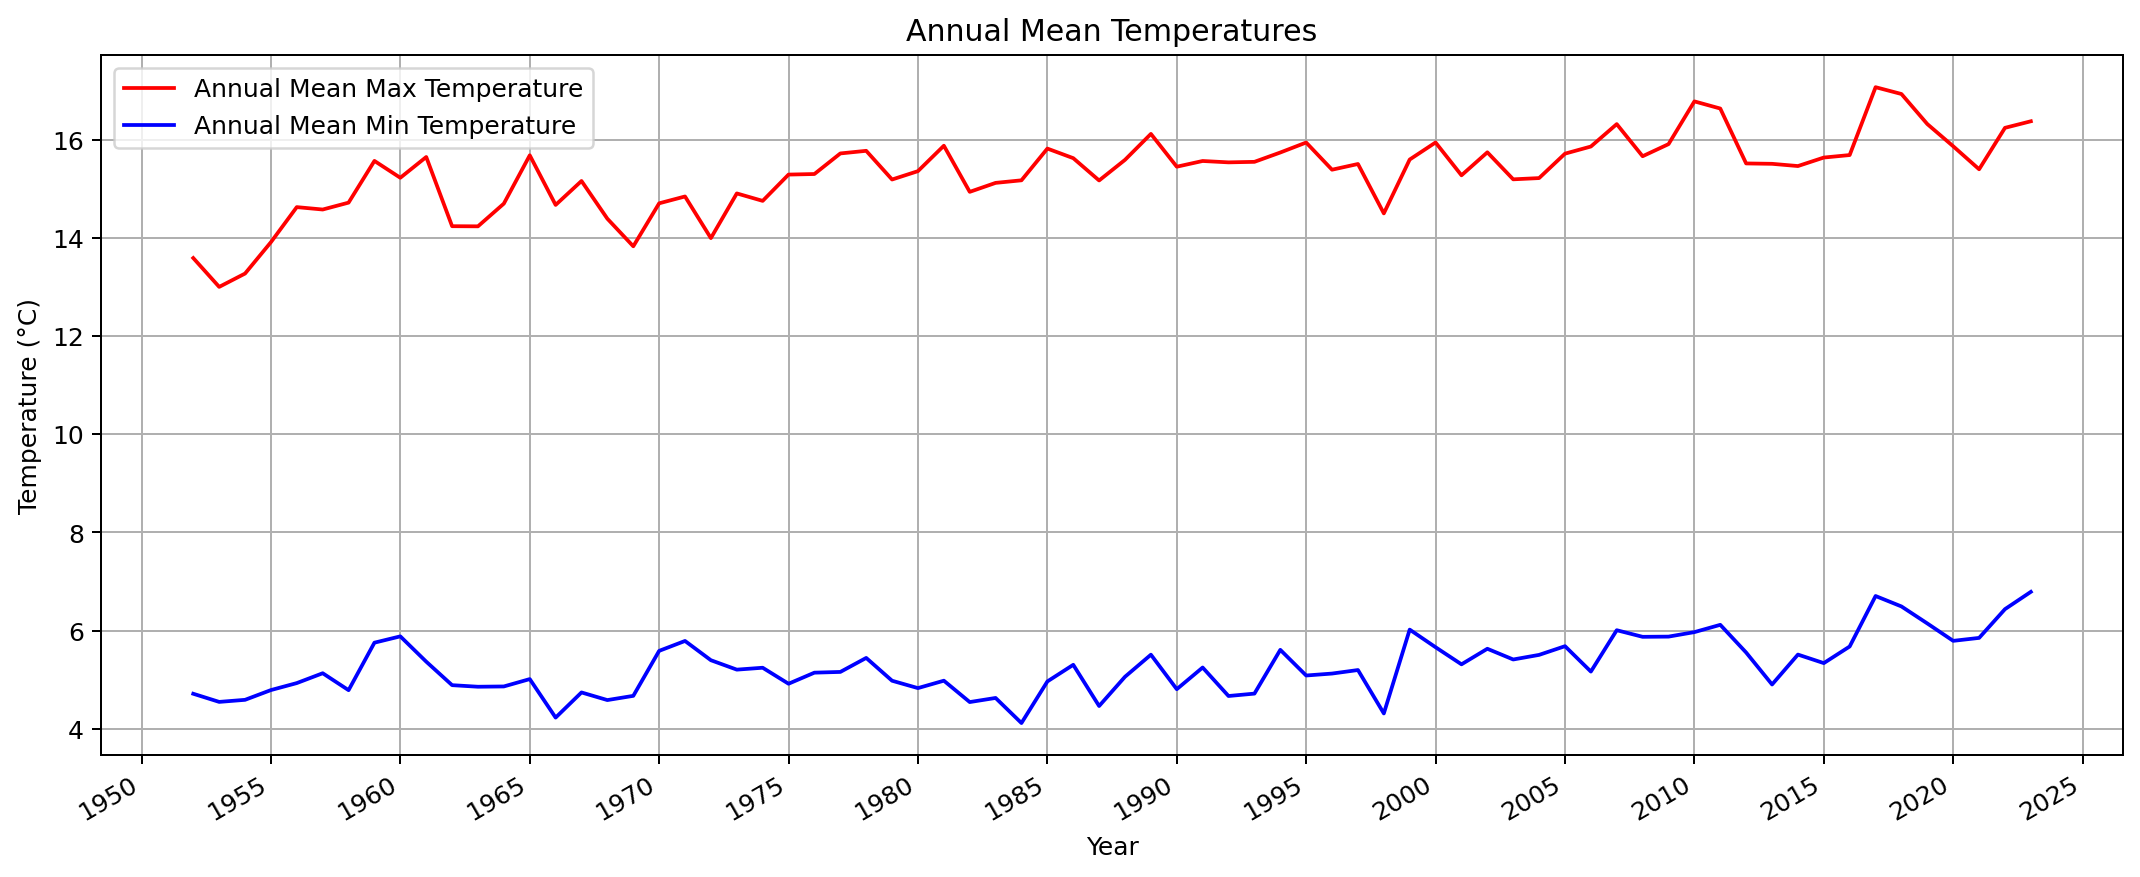 Annual Mean Temperatures
Annual Mean Max Temperature
Annual Mean Min Temperature
Temperature (°C)
16
14
12
10
8
6
4
1950 1955 1960 1965 1970 1975 1980 1985 1990 1995 2000 2005 2010 2015 2020 2025
Year